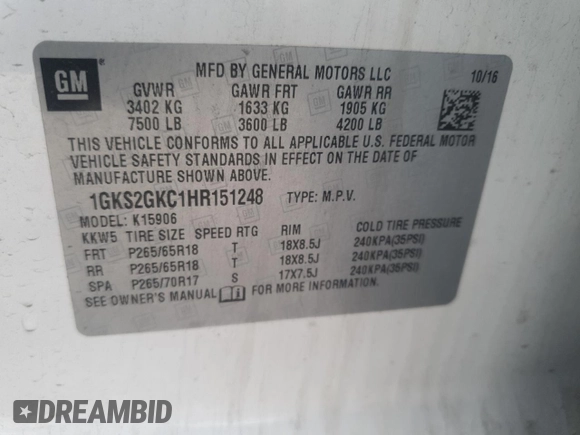 GM
MFD BY GENERAL MOTORS LLC 10/16
GVWR GAWR FRT GAWR RR
3402 KG 1633 KG 1905 KG
7500 LB 3600 LB 4200 LB
THIS VEHICLE CONFORMS TO ALL APPLICABLE U.S. FEDERAL MOTOR
VEHICLE SAFETY STANDARDS IN EFFECT ON THE DATE OF
MANUFACTURE SHOWN ABOVE.
1GKS2GKC1HR151248 TYPE: M.P.V.
MODEL: K15906
KKW5 TIRE SIZE SPEED RTG RIM COLD TIRE PRESSURE
FRT P265/65R18 T 18X8.5J 240KPA(35PSI)
RR P265/65R18 T 18X8.5J 240KPA(35PSI)
SPA P265/70R17 S 17X7.5J 240KPA(35PSI)
SEE OWNER'S MANUAL FOR MORE INFORMATION.
DREAMBID